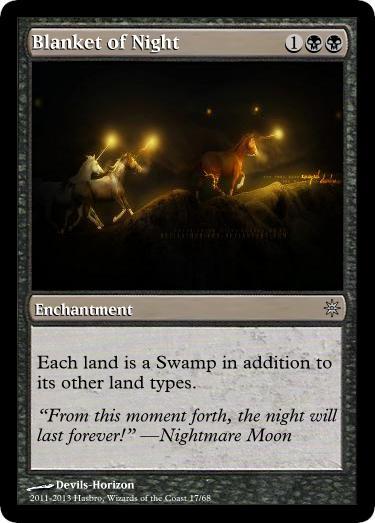 Blanket of Night 1
Enchantment
Each land is a Swamp in addition to
its other land types.
“From this moment forth, the night will
last forever!” —Nightmare Moon
Devils-Horizon
2011-2013 Hasbro, Wizards of the Coast 17/68